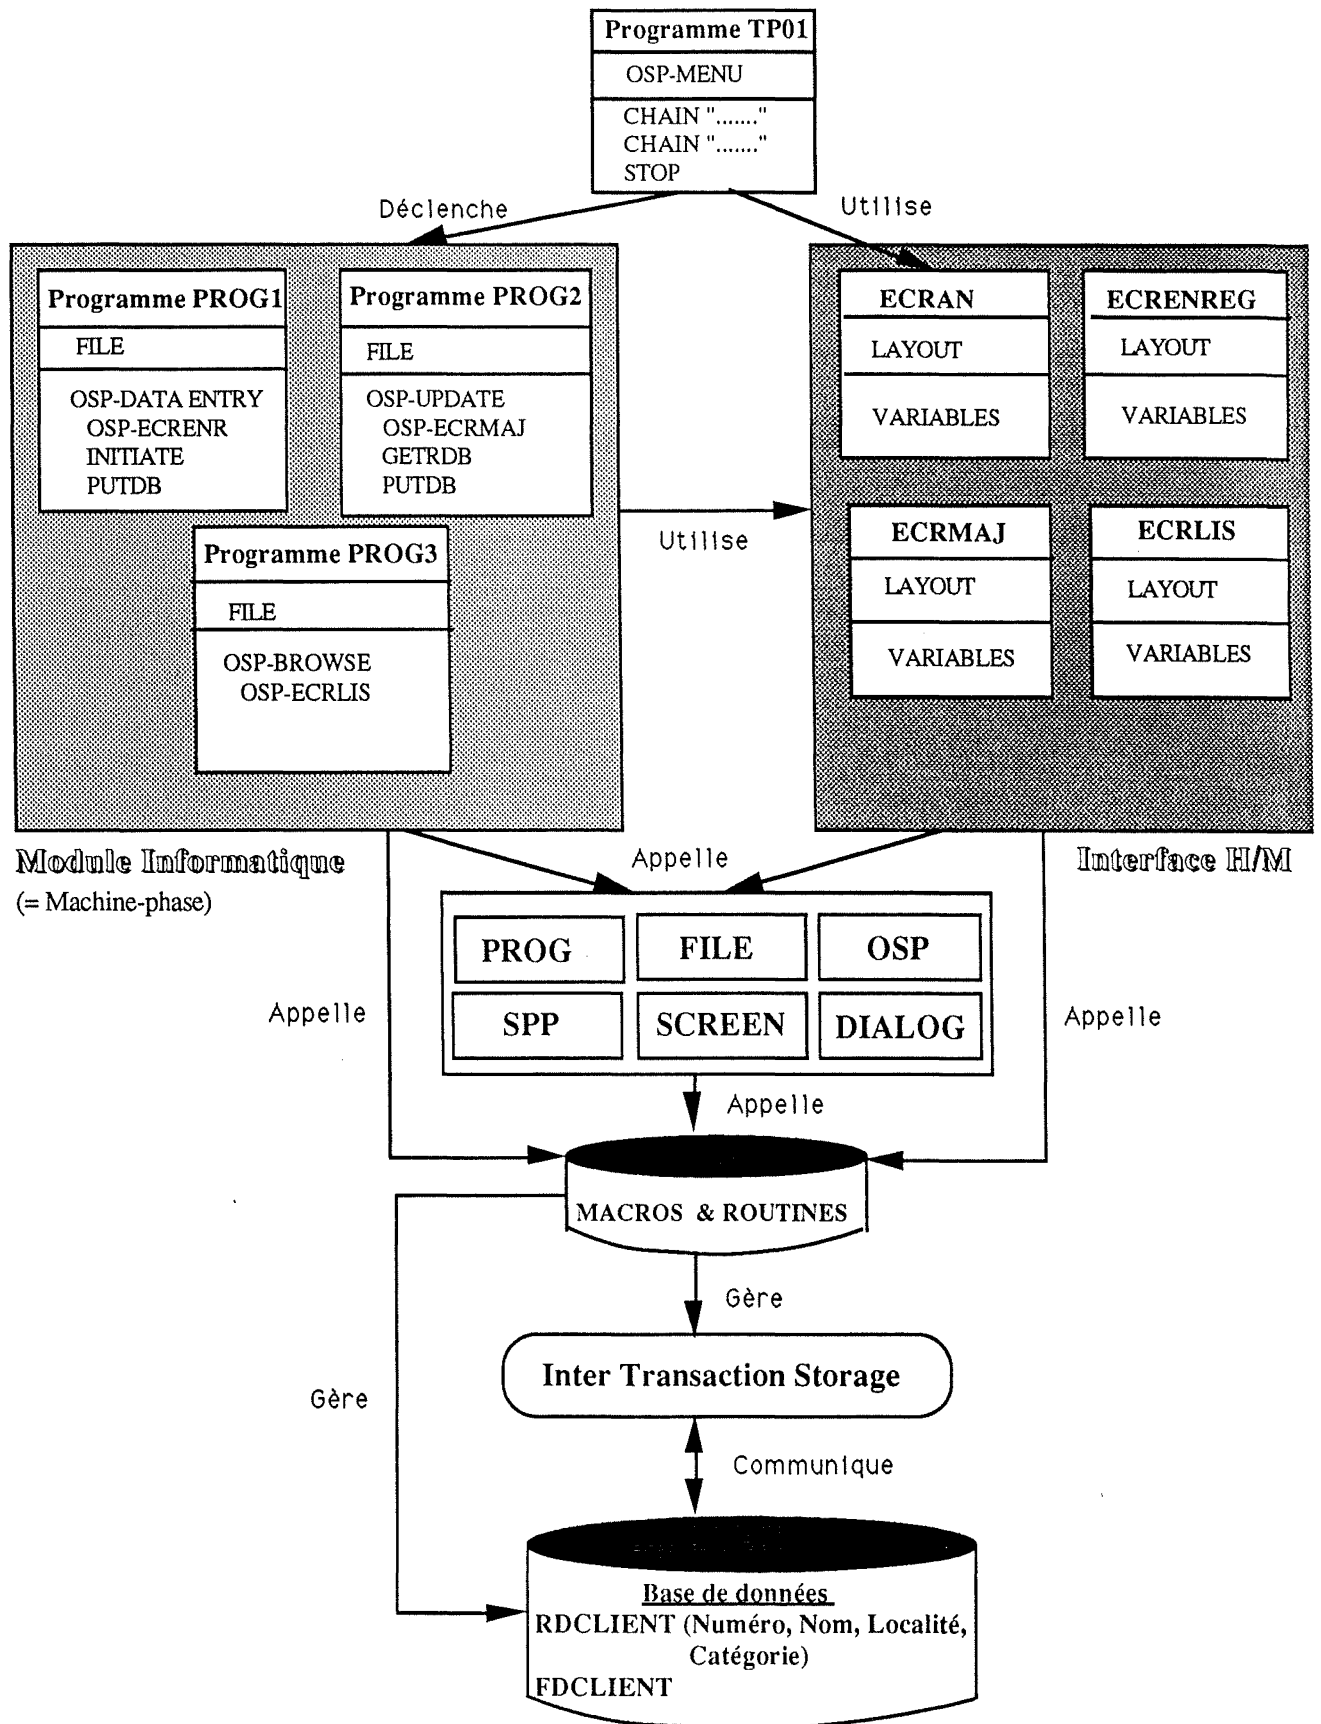 Programme TP01
OSP-MENU
CHAIN "......."
CHAIN "......."
STOP
Déclenche
Utilise
Programme PROG1
FILE
OSP-DATA ENTRY
OSP-ECRENR
INITIATE
PUTDB
Programme PROG2
FILE
OSP-UPDATE
OSP-ECRMAJ
GETRDB
PUTDB
Programme PROG3
FILE
OSP-BROWSE
OSP-ECRLIS
Utilise
ECRAN
LAYOUT
VARIABLES
ECRENREG
LAYOUT
VARIABLES
ECRMAJ
LAYOUT
VARIABLES
ECRLIS
LAYOUT
VARIABLES
Module Informatique
(= Machine-phase)
Interface H/M
Appelle
PROG
FILE
OSP
SPP
SCREEN
DIALOG
Appelle
Appelle
Appelle
MACROS & ROUTINES
Gère
Inter Transaction Storage
Gère
Communique
Base de données
RDCLIENT (Numéro, Nom, Localité,
Catégorie)
FDCLIENT